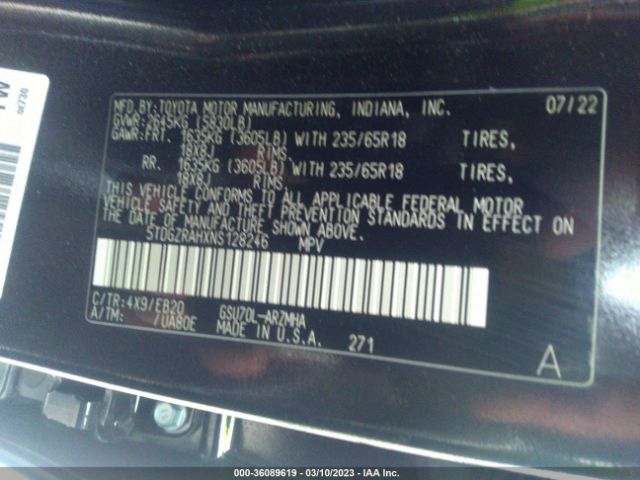 MFD.BY:TOYOTA MOTOR MANUFACTURING, INDIANA, INC. 07/22
GVWR:2645KG (5830LB)
GAWR:FRT. 1635KG (3605LB) WITH 235/65R18 TIRES,
18X8J RIMS,
RR. 1635KG (3605LB) WITH 235/65R18 TIRES,
18X8J RIMS
THIS VEHICLE CONFORMS TO ALL APPLICABLE FEDERAL MOTOR
VEHICLE SAFETY AND THEFT PREVENTION STANDARDS IN EFFECT ON
THE DATE OF MANUFACTURE SHOWN ABOVE.
5TDGZRAHXNS128246 MPV
C/TR:4X9/EB20 GSU70L-ARZMHA
A/TM: /UA80E MADE IN U.S.A. 271
A
000-36089619 - 03/10/2023 - IAA Inc.